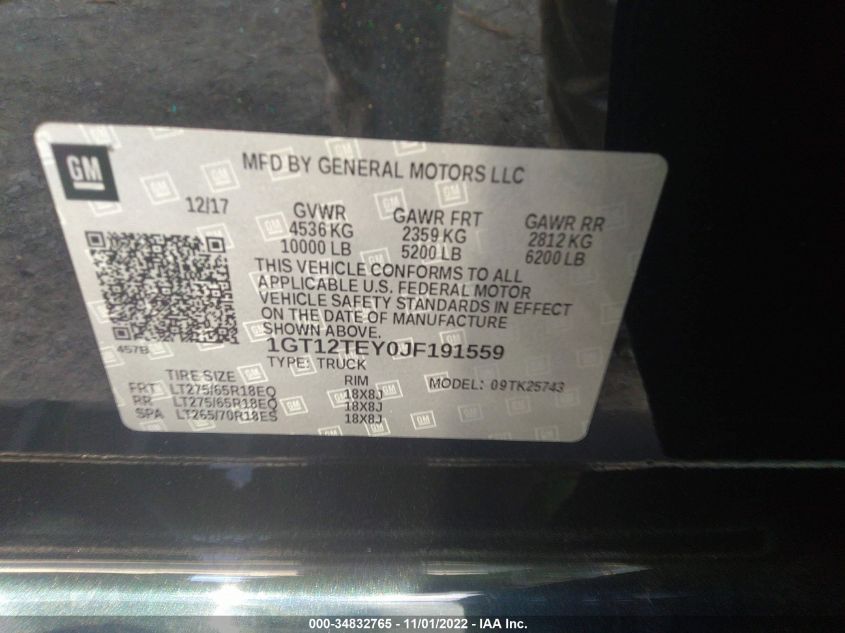 GM
MFD BY GENERAL MOTORS LLC
12/17
GVWR
4536 KG
10000 LB
GAWR FRT
2359 KG
5200 LB
GAWR RR
2812 KG
6200 LB
THIS VEHICLE CONFORMS TO ALL
APPLICABLE U.S. FEDERAL MOTOR
VEHICLE SAFETY STANDARDS IN EFFECT
ON THE DATE OF MANUFACTURE
SHOWN ABOVE.
457B
1GT12TEY0JF191559
TYPE: TRUCK
TIRE SIZE RIM MODEL: 09TK25743
FRT LT275/65R18EQ 18X8J
RR LT275/65R18EQ 18X8J
SPA LT265/70R18ES 18X8J
000-34832765 - 11/01/2022 - IAA Inc.